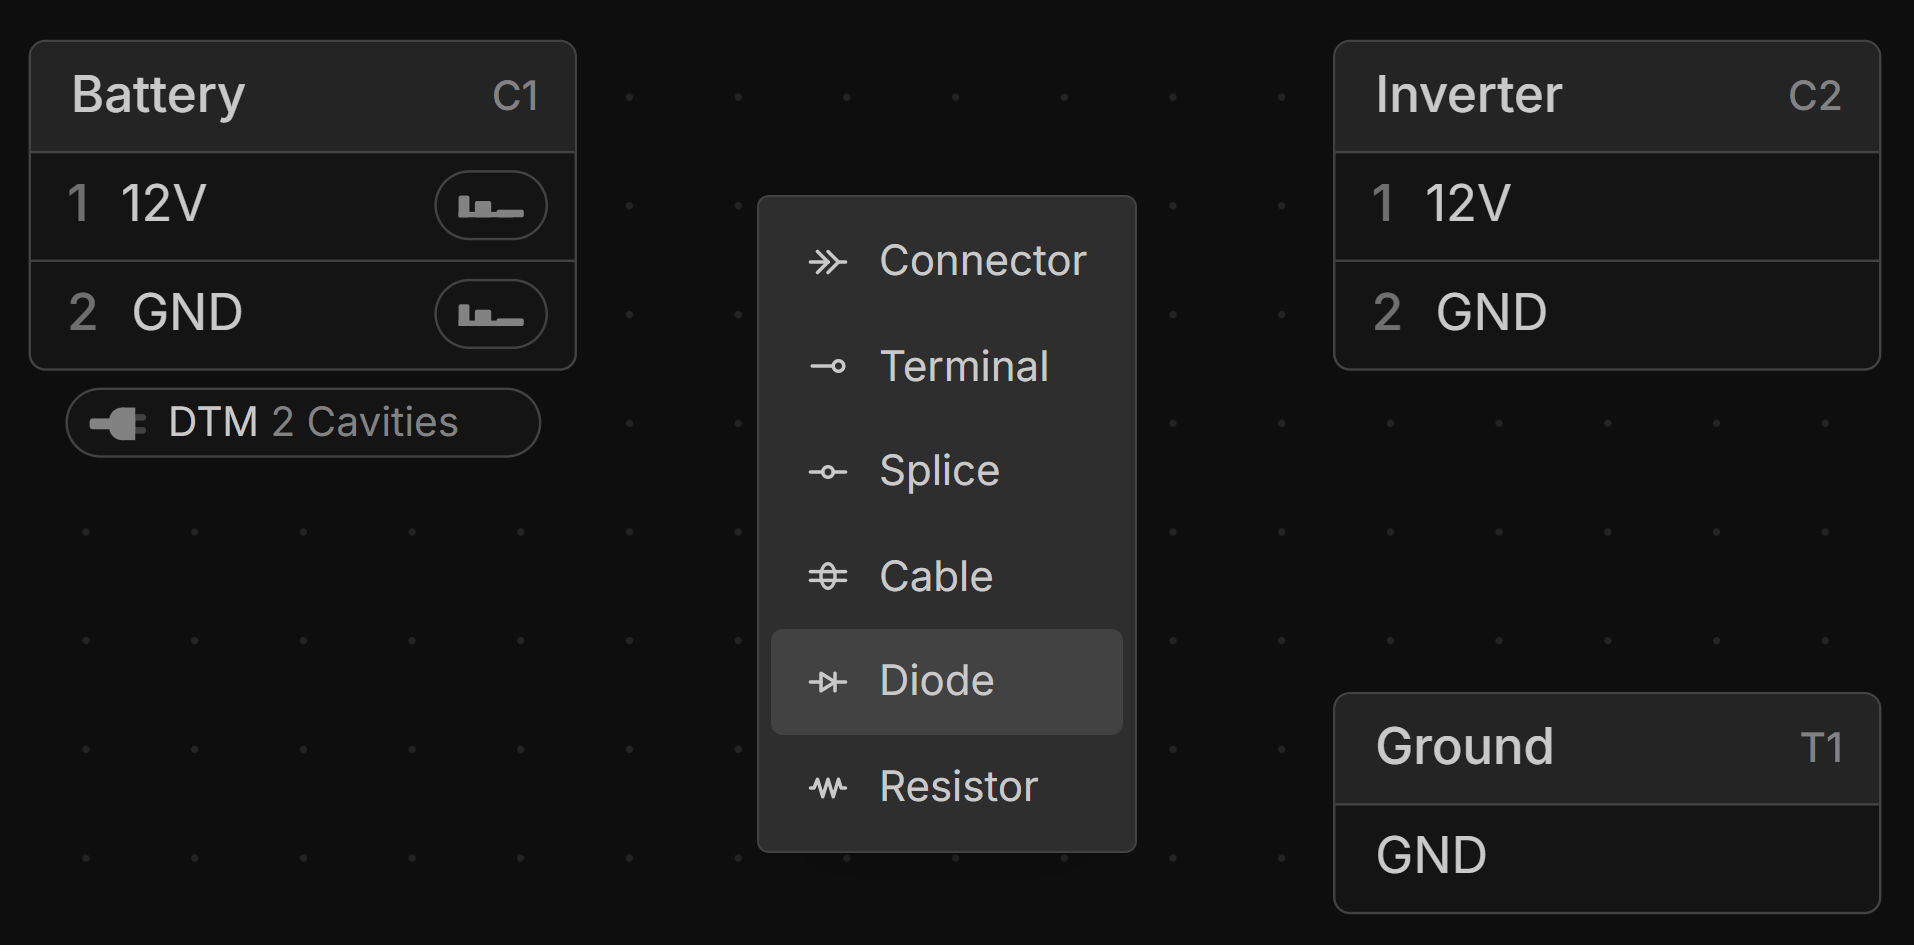 Battery C1
1 12V
2 GND
DTM 2 Cavities
Connector
Terminal
Splice
Cable
Diode
Resistor
Inverter C2
1 12V
2 GND
Ground T1
GND